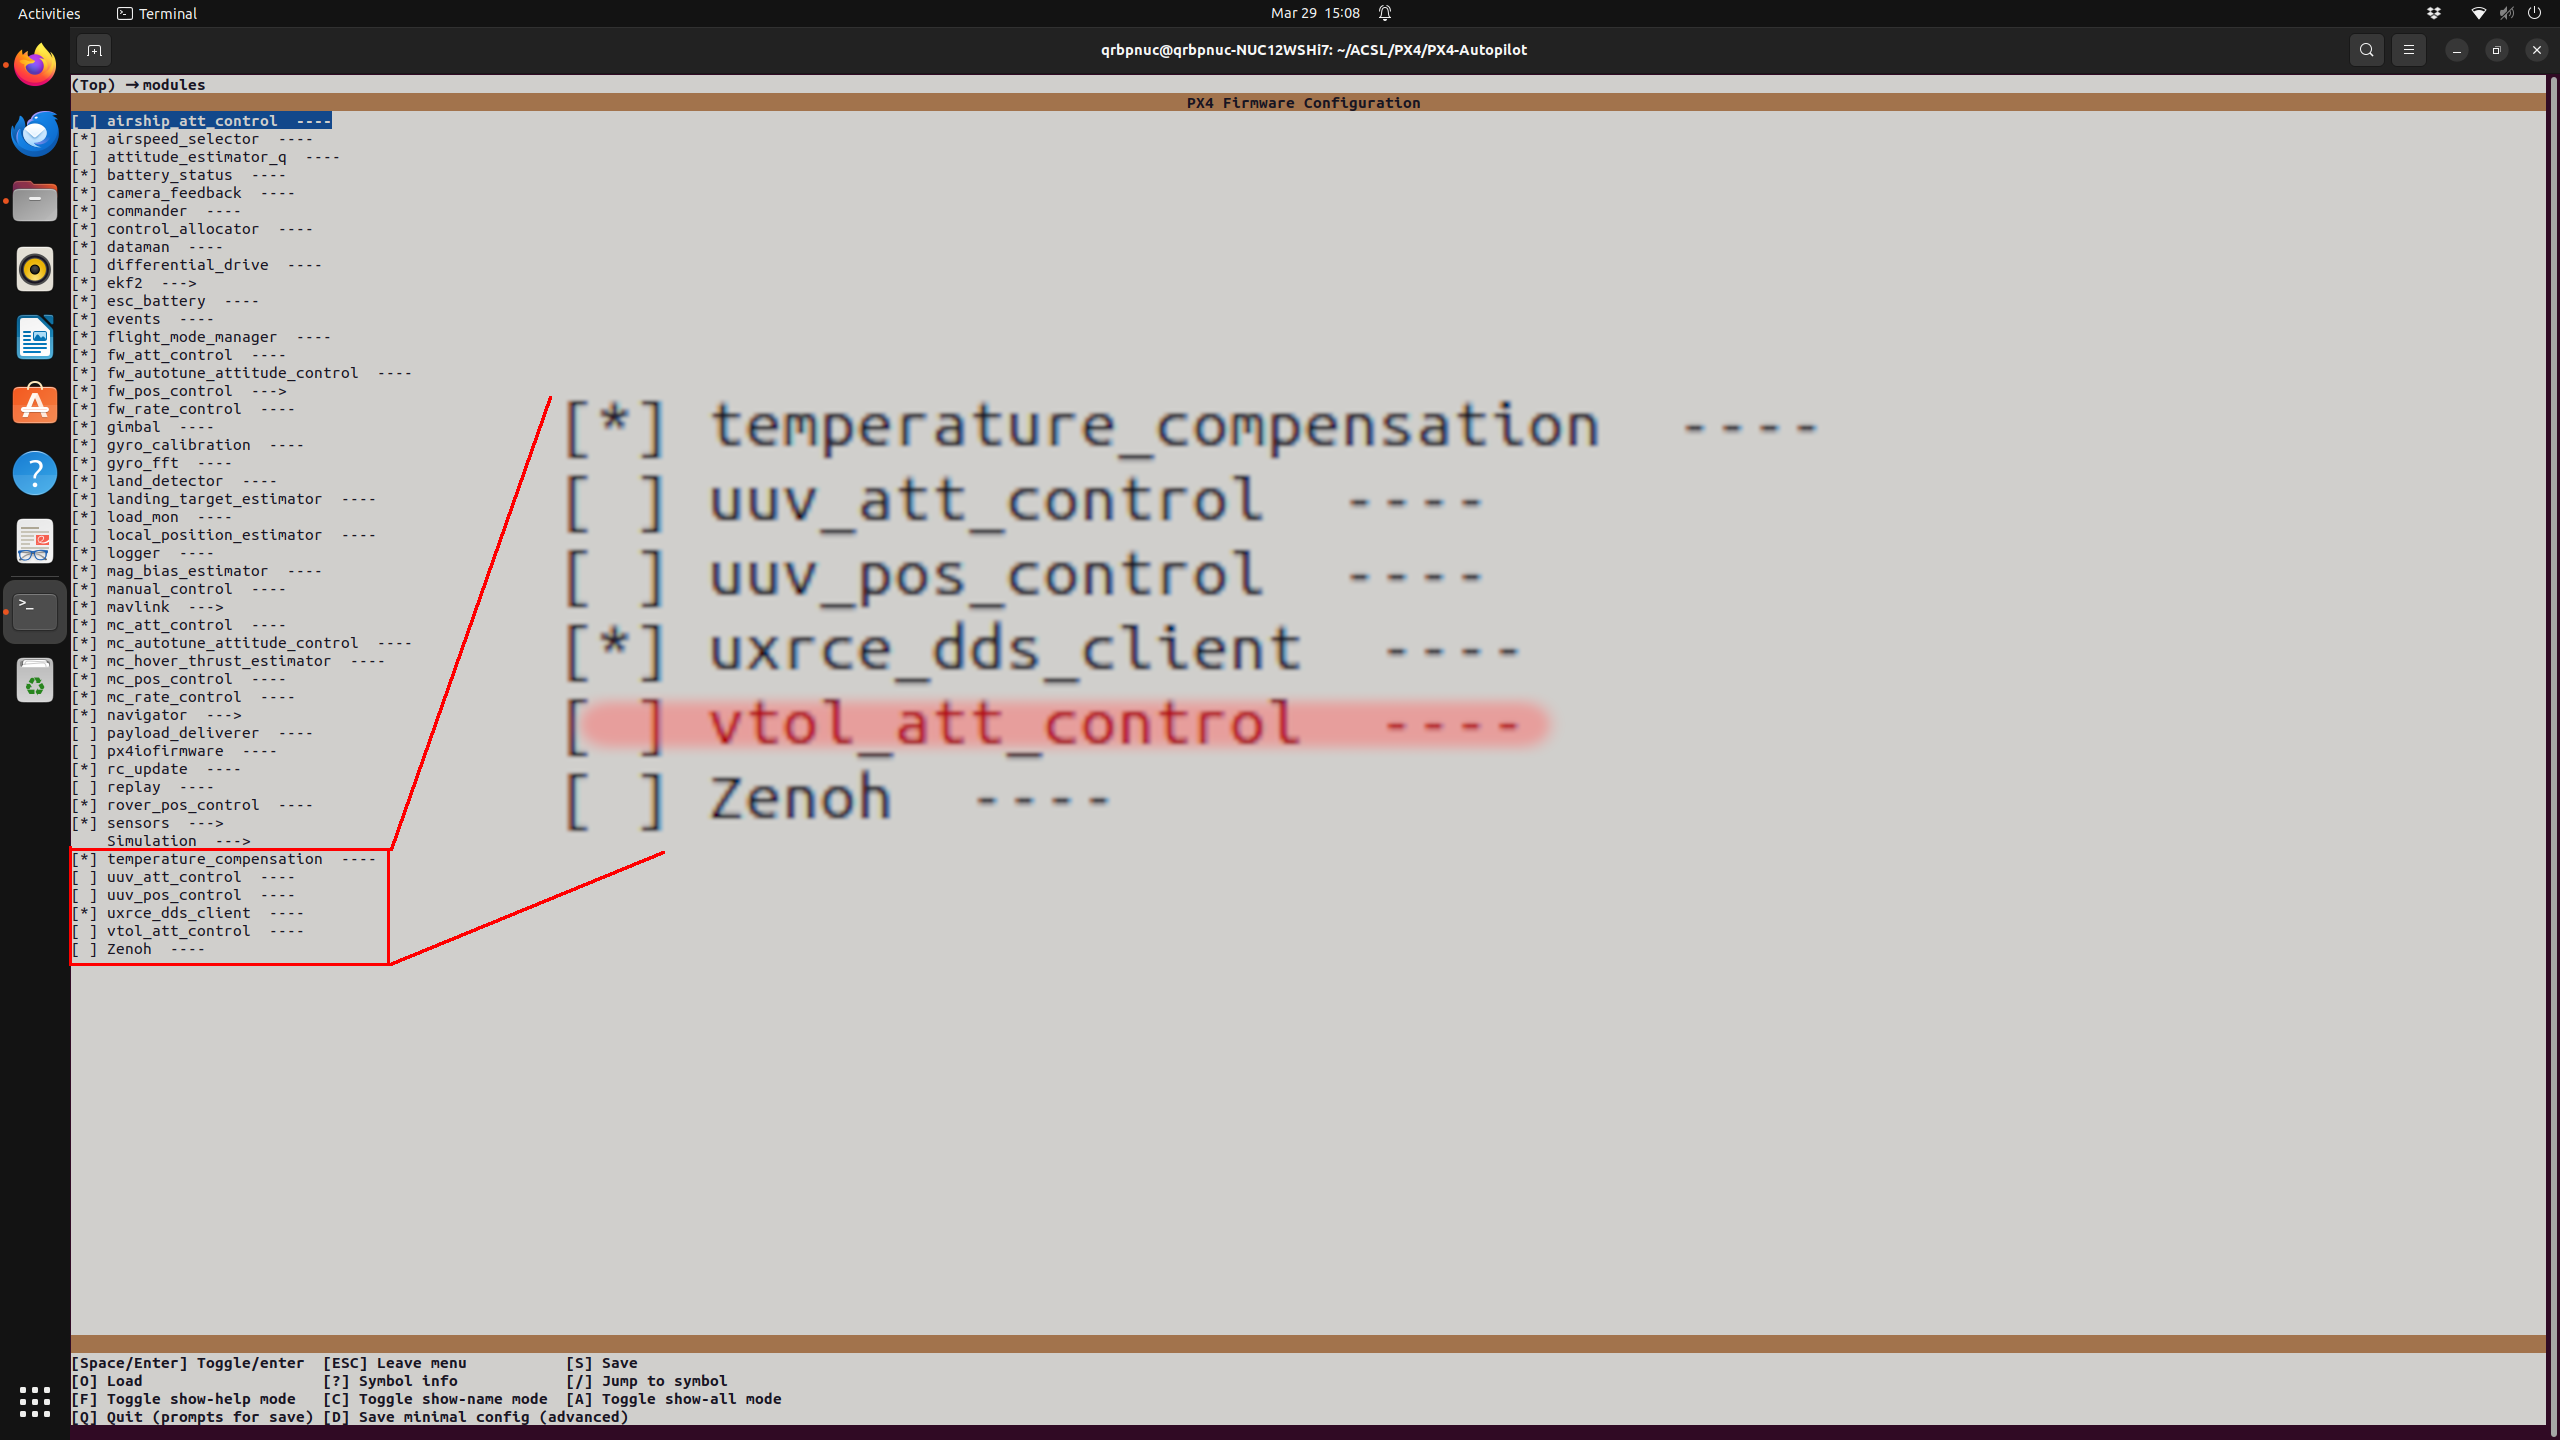 Activities
Terminal
Mar 29 15:08
qrbpnuc@qrbpnuc-NUC12WSHi7: ~/ACSL/PX4/PX4-Autopilot
(Top) →modules
PX4 Firmware Configuration
[ ] airship_att_control ----
[*] airspeed_selector ----
[ ] attitude_estimator_q ----
[*] battery_status ----
[*] camera_feedback ----
[*] commander ----
[*] control_allocator ----
[*] dataman ----
[ ] differential_drive ----
[*] ekf2 --->
[*] esc_battery ----
[*] events ----
[*] flight_mode_manager ----
[*] fw_att_control ----
[*] fw_autotune_attitude_control ----
[*] fw_pos_control --->
[*] fw_rate_control ----
[*] gimbal ----
[*] gyro_calibration ----
[*] gyro_fft ----
[*] land_detector ----
[*] landing_target_estimator ----
[*] load_mon ----
[ ] local_position_estimator ----
[*] logger ----
[*] mag_bias_estimator ----
[*] manual_control ----
[*] mavlink --->
[*] mc_att_control ----
[*] mc_autotune_attitude_control ----
[*] mc_hover_thrust_estimator ----
[*] mc_pos_control ----
[*] mc_rate_control ----
[*] navigator --->
[ ] payload_deliverer ----
[ ] px4iofirmware ----
[*] rc_update ----
[ ] replay ----
[*] rover_pos_control ----
[*] sensors --->
Simulation --->
[*] temperature_compensation ----
[ ] uuv_att_control ----
[ ] uuv_pos_control ----
[*] uxrce_dds_client ----
[ ] vtol_att_control ----
[ ] Zenoh ----
[*] temperature_compensation ----
[ ] uuv_att_control ----
[ ] uuv_pos_control ----
[*] uxrce_dds_client ----
[ ] vtol_att_control ----
[ ] Zenoh ----
[Space/Enter] Toggle/enter [ESC] Leave menu [S] Save
[O] Load [?] Symbol info [/] Jump to symbol
[F] Toggle show-help mode [C] Toggle show-name mode [A] Toggle show-all mode
[Q] Quit (prompts for save) [D] Save minimal config (advanced)